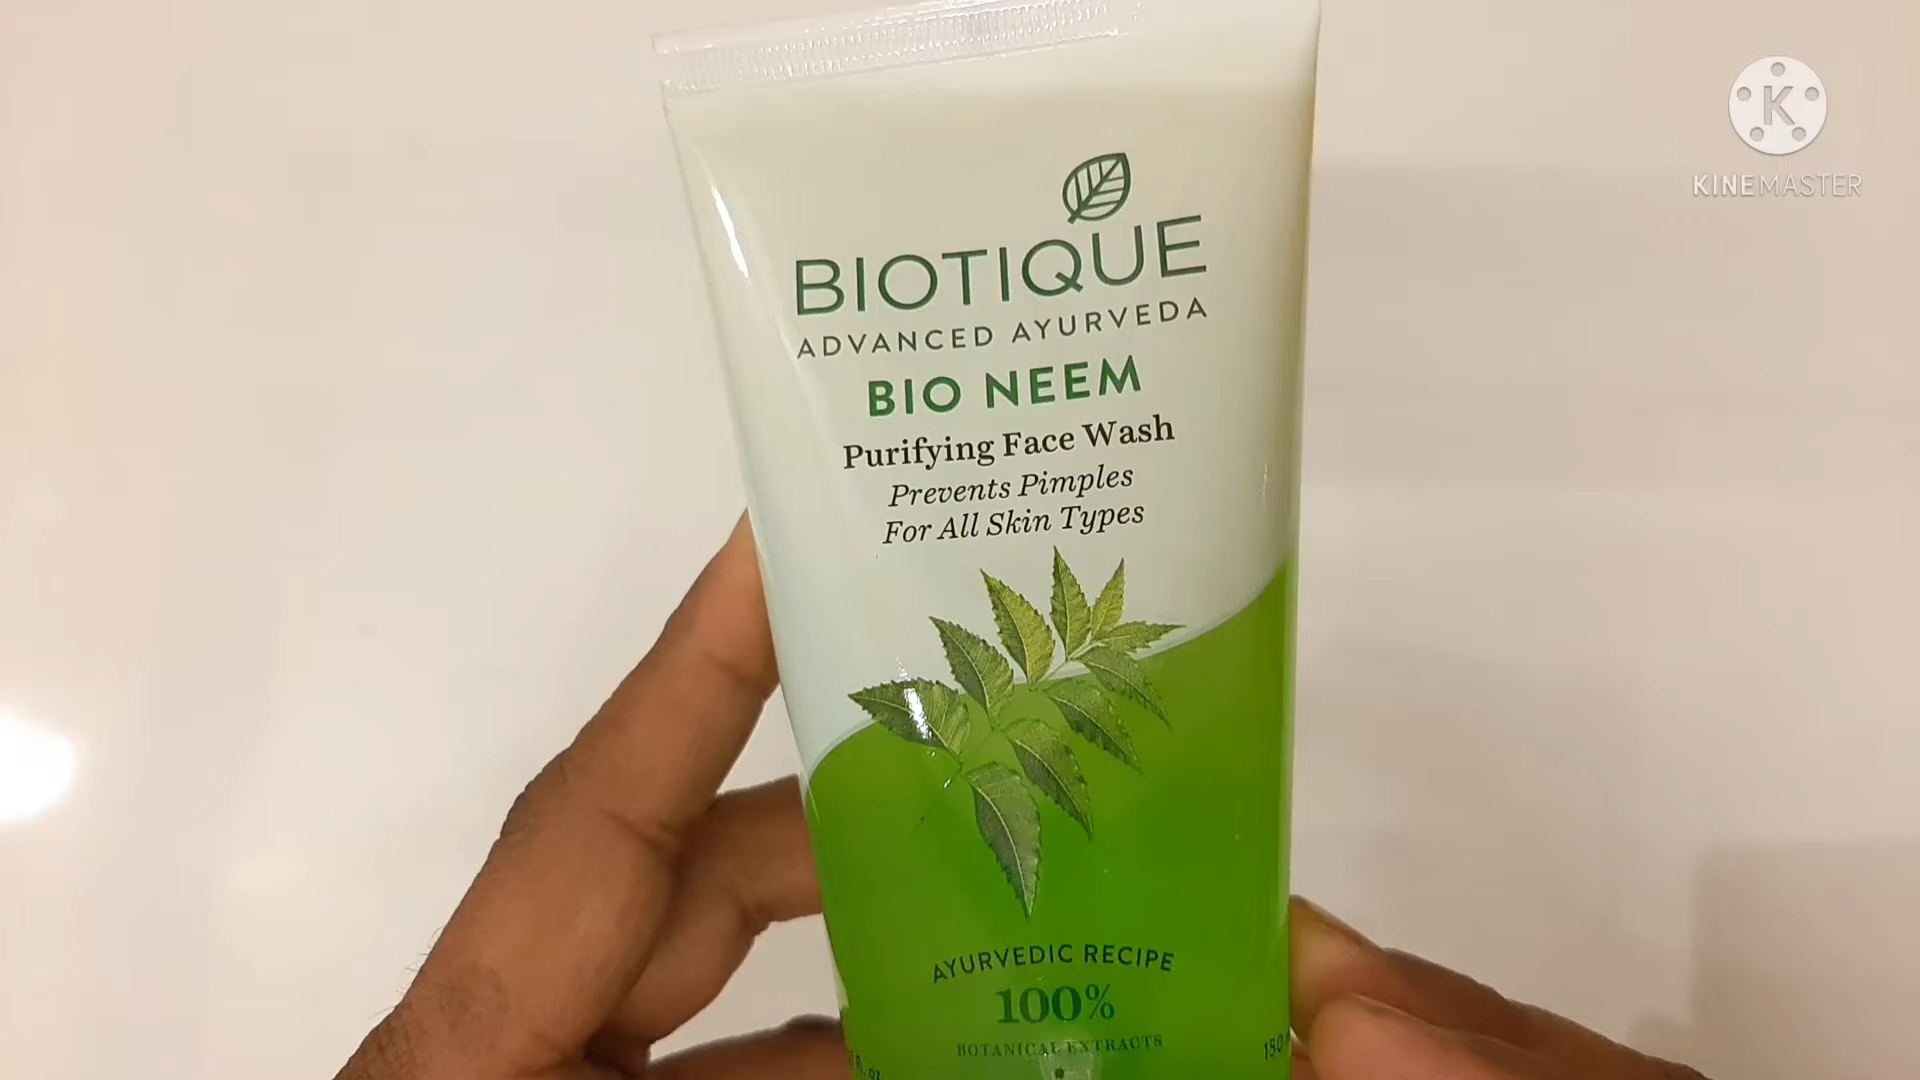 K
KINEMASTER
BIOTIQUE
ADVANCED AYURVEDA
BIO NEEM
Purifying Face Wash
Prevents Pimples
For All Skin Types
AYURVEDIC RECIPE
100%
BOTANICAL EXTRACTS
150